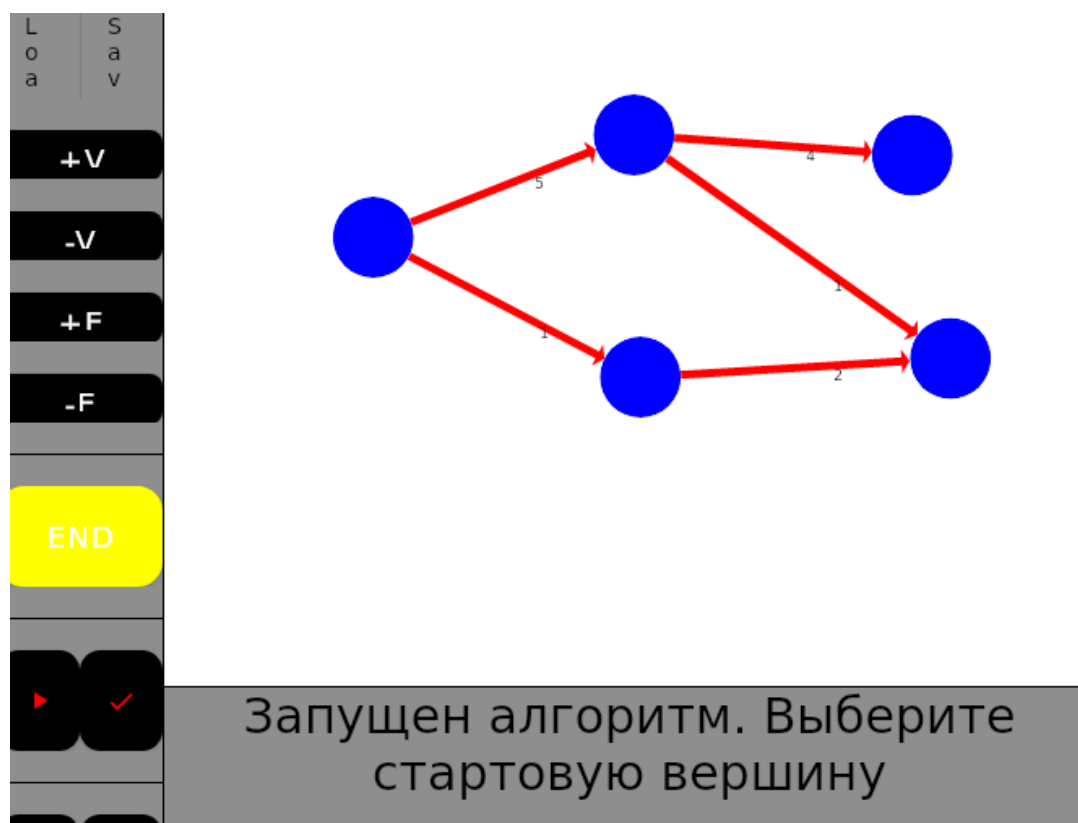 L S
o a
a v
+V
-V
+F
-F
END
5
4
1
1
2
Запущен алгоритм. Выберите
стартовую вершину